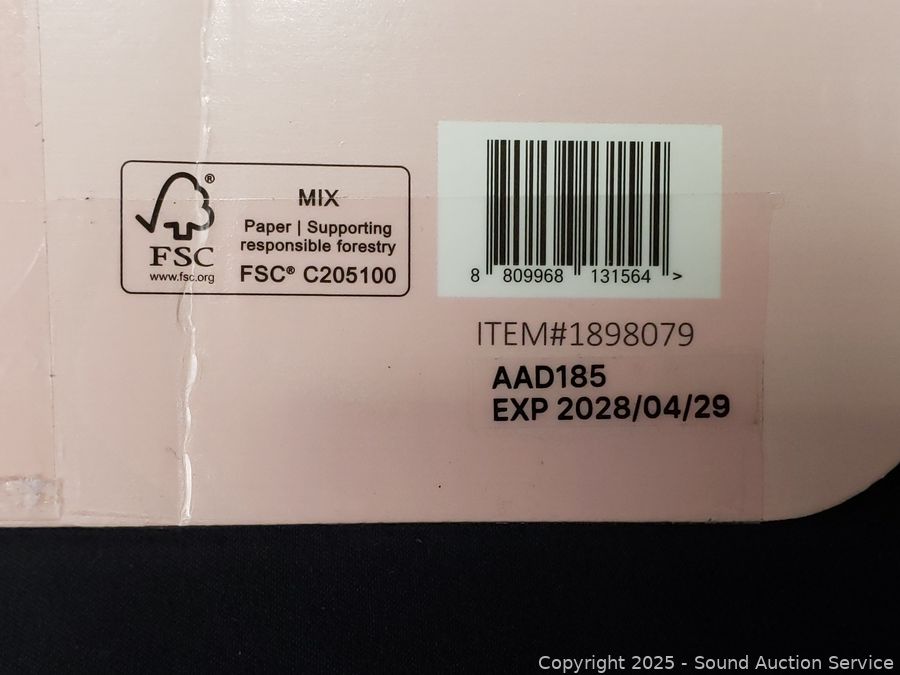 ®
MIX
Paper | Supporting
responsible forestry
FSC
www.fsc.org
FSC® C205100
8 809968 131564 >
ITEM#1898079
AAD185
EXP 2028/04/29
Copyright 2025 - Sound Auction Service